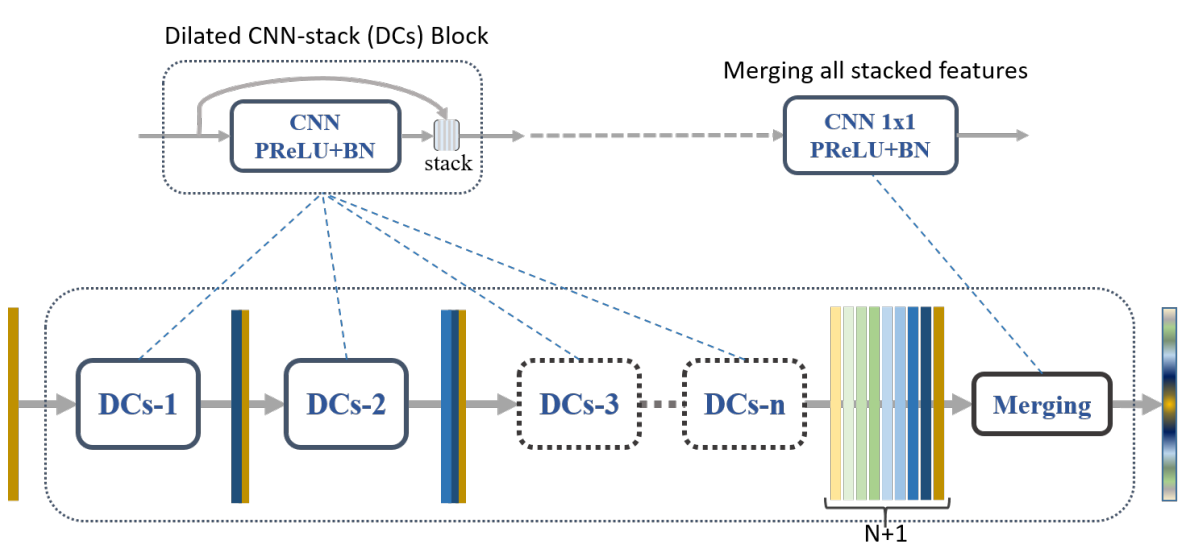 Dilated CNN-stack (DCs) Block
Merging all stacked features
CNN
PReLU+BN
stack
CNN 1x1
PReLU+BN
DCs-1
DCs-2
DCs-3
DCs-n
Merging
N+1